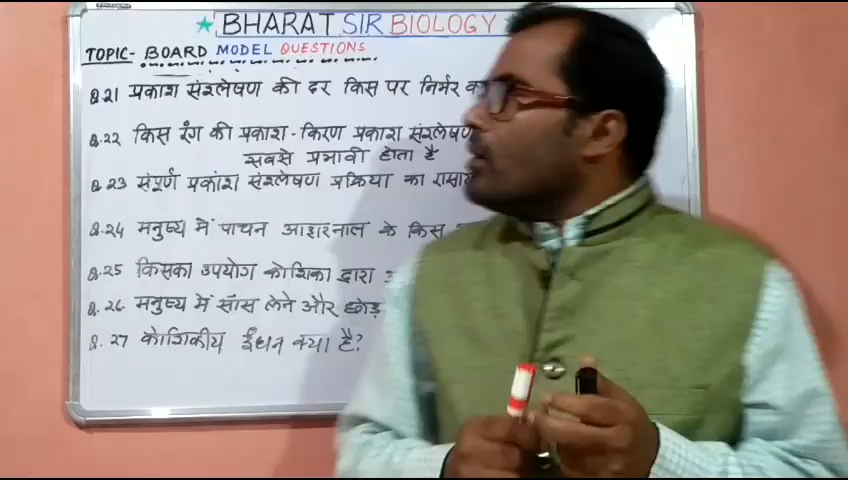 BHARAT SIR BIOLOGY
TOPIC- BOARD MODEL QUESTIONS
Q.21 प्रकाश संश्लेषण की दर किस पर निर्भर
Q.22 किस रंग की प्रकाश-किरण प्रकाश संश्लेषण
सबसे प्रभावी होता है
Q.23 संपूर्ण प्रकाश संश्लेषण प्रक्रिया का
Q.24 मनुष्य में पाचन आहारनाल के किस
Q.25 किसका उपयोग कोशिका द्वारा
Q.26 मनुष्य में साँस लेने और
Q.27 कोशिकीय ईंधन क्या है?